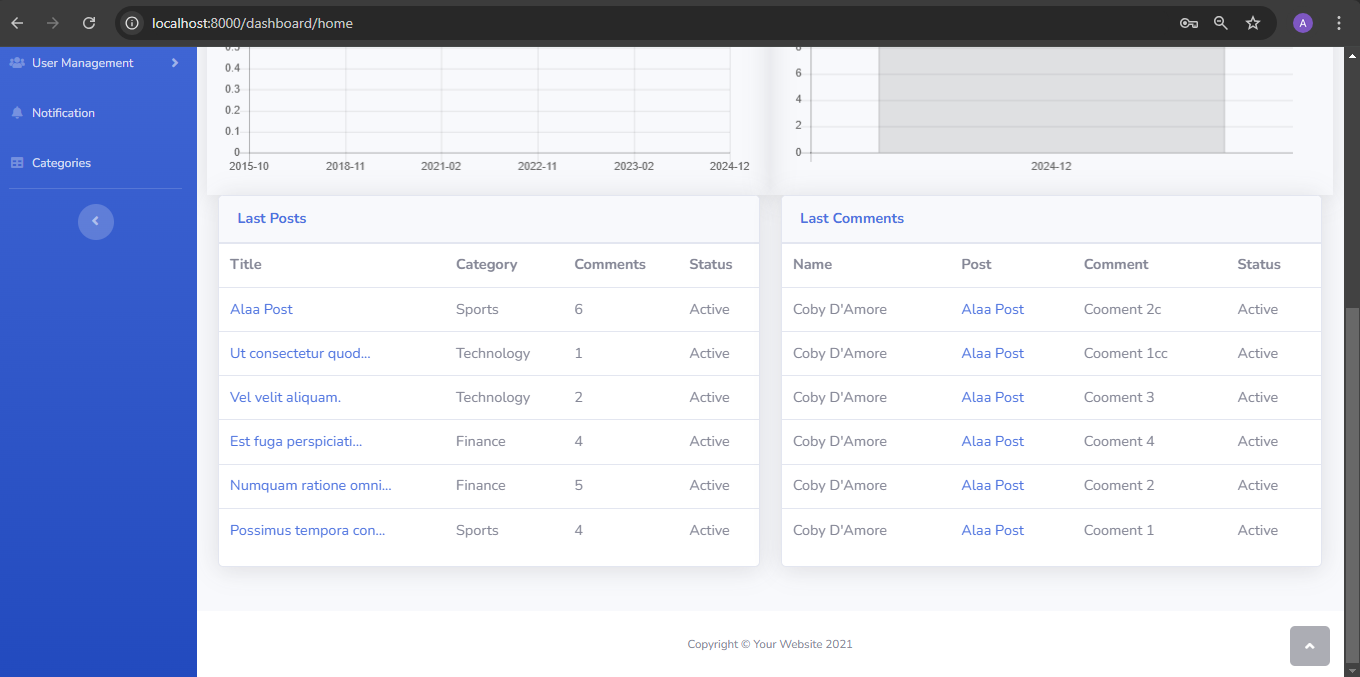 localhost:8000/dashboard/home
A
User Management
Notification
Categories
0.5
0.4
0.3
0.2
0.1
0
2015-10 2018-11 2021-02 2022-11 2023-02 2024-12
8
6
4
2
0
2024-12
Last Posts
Title Category Comments Status
Alaa Post Sports 6 Active
Ut consectetur quod... Technology 1 Active
Vel velit aliquam. Technology 2 Active
Est fuga perspiciati... Finance 4 Active
Numquam ratione omni... Finance 5 Active
Possimus tempora con... Sports 4 Active
Last Comments
Name Post Comment Status
Coby D'Amore Alaa Post Cooment 2c Active
Coby D'Amore Alaa Post Cooment 1cc Active
Coby D'Amore Alaa Post Cooment 3 Active
Coby D'Amore Alaa Post Cooment 4 Active
Coby D'Amore Alaa Post Cooment 2 Active
Coby D'Amore Alaa Post Cooment 1 Active
Copyright © Your Website 2021